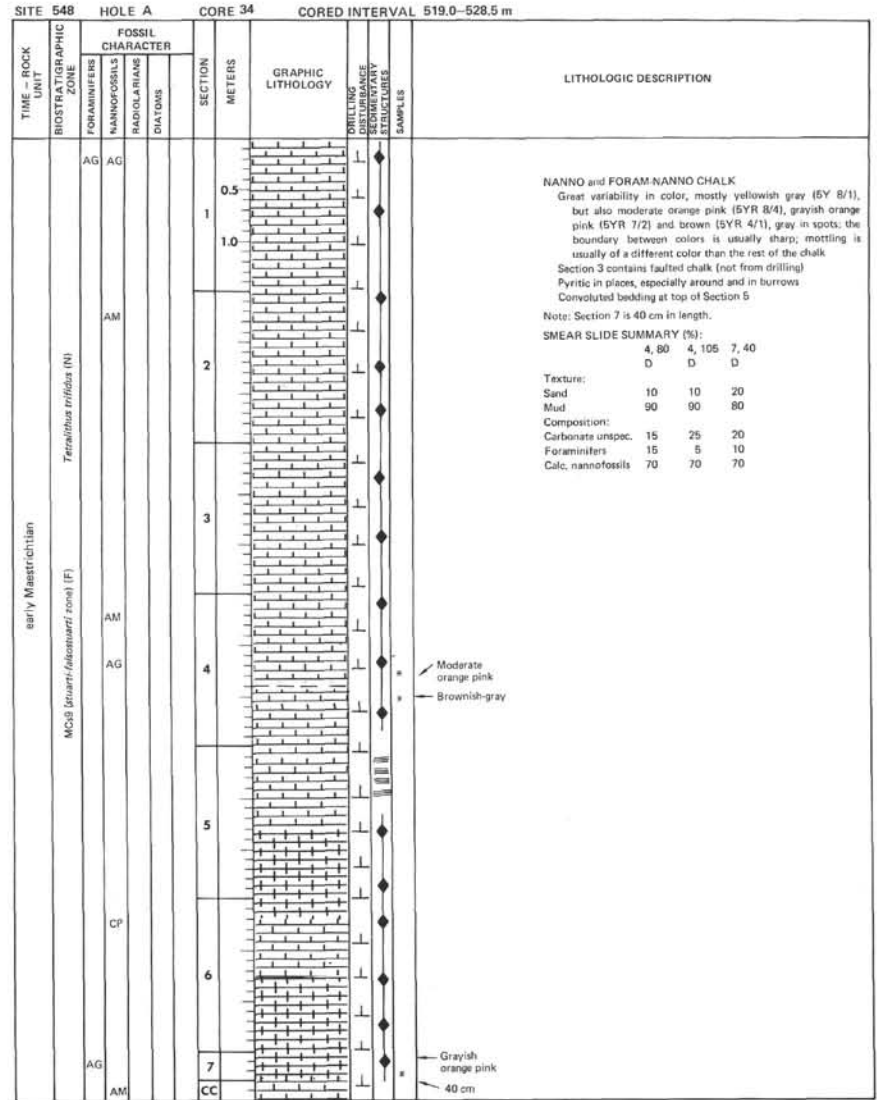 SITE 548 HOLE A CORE 34 CORED INTERVAL 519.0–528.5 m
TIME – ROCK UNIT
BIOSTRATIGRAPHIC ZONE
FOSSIL CHARACTER
FORAMINIFERS
NANNOFOSSILS
RADIOLARIANS
DIATOMS
SECTION
METERS
GRAPHIC LITHOLOGY
DRILLING DISTURBANCE
SEDIMENTARY STRUCTURES
SAMPLES
LITHOLOGIC DESCRIPTION
early Maestrichtian
Tetralithus trifidus (N)
MCs9 (stuarti-falsostuarti zone) (F)
AG AG
AM
AM
AG
CP
AG
AM
1
0.5
1.0
2
3
4
5
6
7
CC
*
*
*
Moderate orange pink
Brownish-gray
Grayish orange pink
40 cm
NANNO and FORAM-NANNO CHALK
Great variability in color, mostly yellowish gray (5Y 8/1),
but also moderate orange pink (5YR 8/4), grayish orange
pink (5YR 7/2) and brown (5YR 4/1), gray in spots; the
boundary between colors is usually sharp; mottling is
usually of a different color than the rest of the chalk
Section 3 contains faulted chalk (not from drilling)
Pyritic in places, especially around and in burrows
Convoluted bedding at top of Section 5
Note: Section 7 is 40 cm in length.
SMEAR SLIDE SUMMARY (%):
4, 80 4, 105 7, 40
D D D
Texture:
Sand 10 10 20
Mud 90 90 80
Composition:
Carbonate unspec. 15 25 20
Foraminifers 15 5 10
Calc. nannofossils 70 70 70